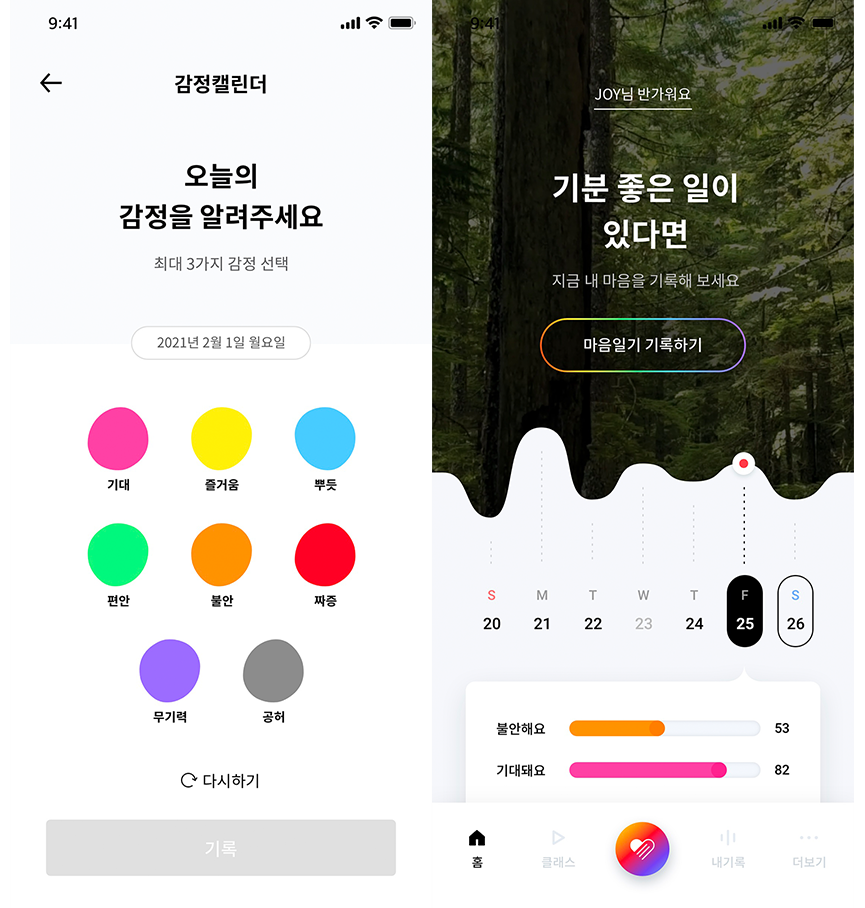 9:41
감정캘린더
오늘의
감정을 알려주세요
최대 3가지 감정 선택
2021년 2월 1일 월요일
기대 즐거움 뿌듯
편안 불안 짜증
무기력 공허
다시하기
기록
9:41
JOY님 반가워요
기분 좋은 일이
있다면
지금 내 마음을 기록해 보세요
마음일기 기록하기
S M T W T F S
20 21 22 23 24 25 26
불안해요 53
기대돼요 82
홈 클래스 내기록 더보기